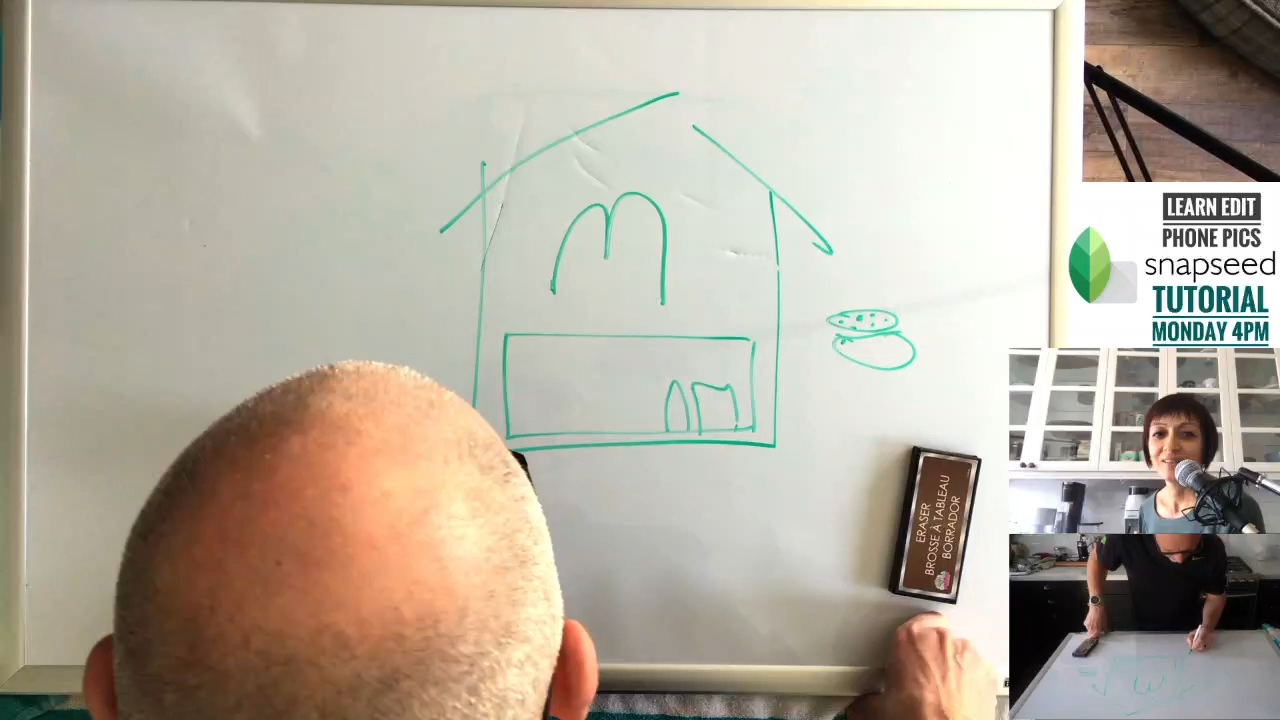 m
LEARN EDIT
PHONE PICS
snapseed
TUTORIAL
MONDAY 4PM
ERASER
BROSSE À TABLEAU
BORRADOR